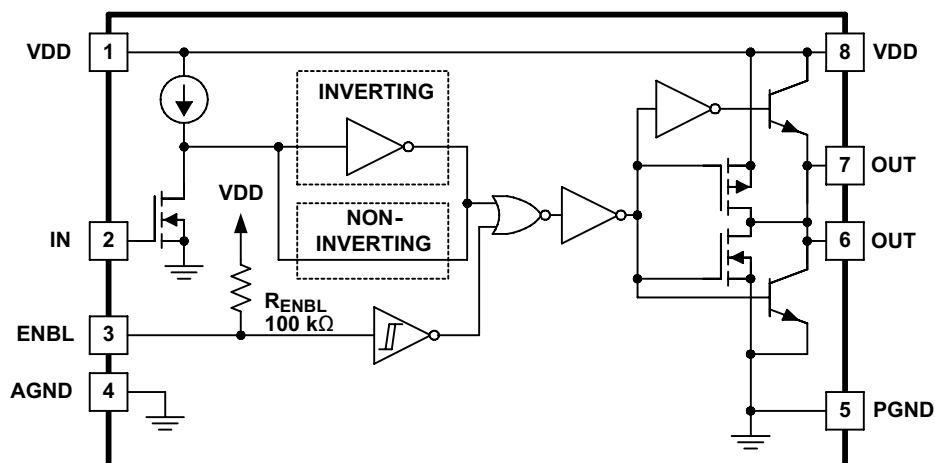 VDD 1
8 VDD
INVERTING
7 OUT
VDD
IN 2
NON-
INVERTING
6 OUT
RENBL
100 kΩ
ENBL 3
AGND 4
5 PGND